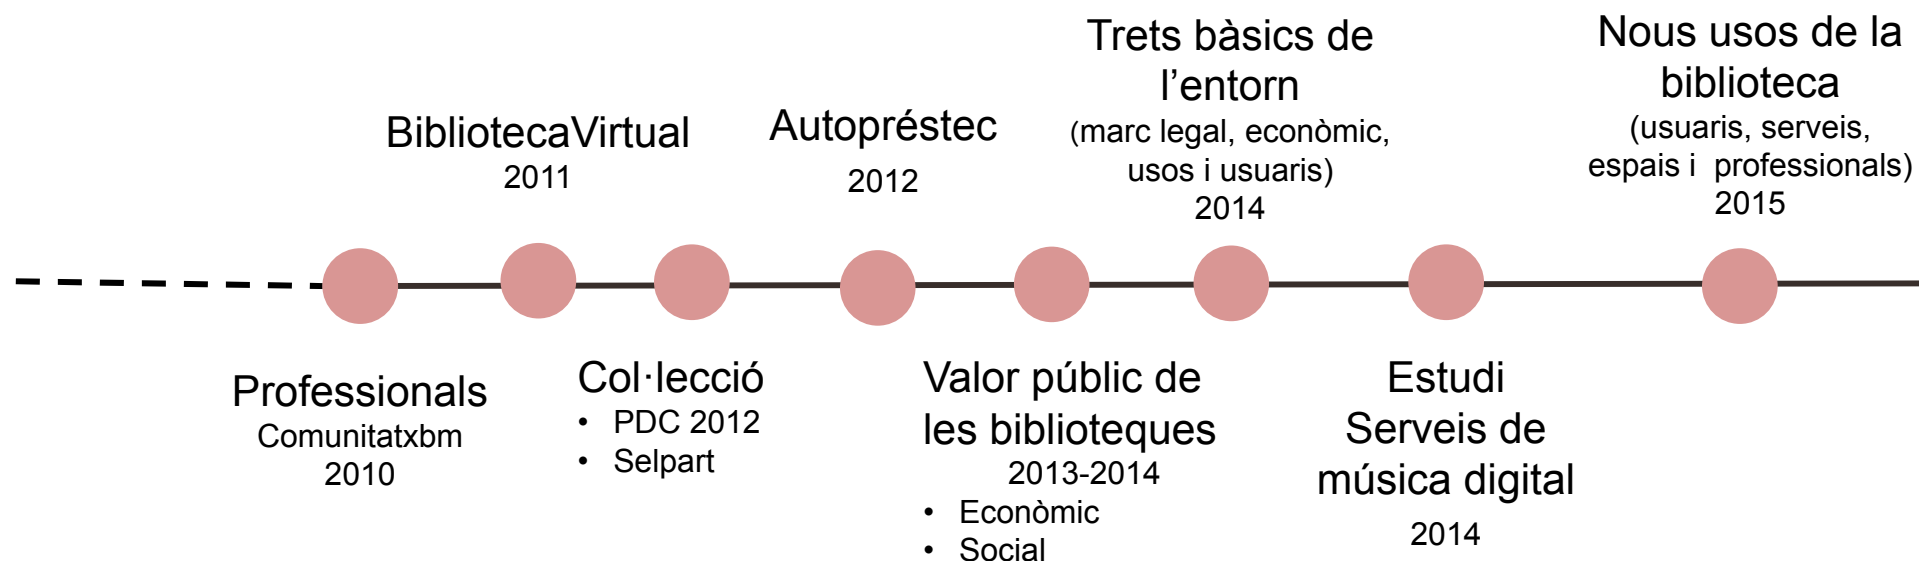 Professionals
Comunitatxbm
2010
BibliotecaVirtual
2011
Col·lecció
• PDC 2012
• Selpart
Autopréstec
2012
Valor públic de
les biblioteques
2013-2014
• Econòmic
• Social
Trets bàsics de
l’entorn
(marc legal, econòmic,
usos i usuaris)
2014
Estudi
Serveis de
música digital
2014
Nous usos de la
biblioteca
(usuaris, serveis,
espais i  professionals)
2015